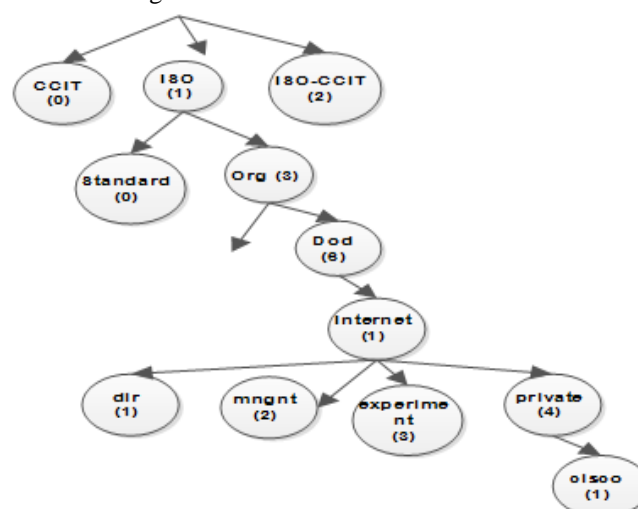 CCIT
(0)
ISO
(1)
ISO-CCIT
(2)
Standard
(0)
Org (3)
Dod
(6)
Internet
(1)
dir
(1)
mngnt
(2)
experime
nt
(3)
private
(4)
cisco
(1)